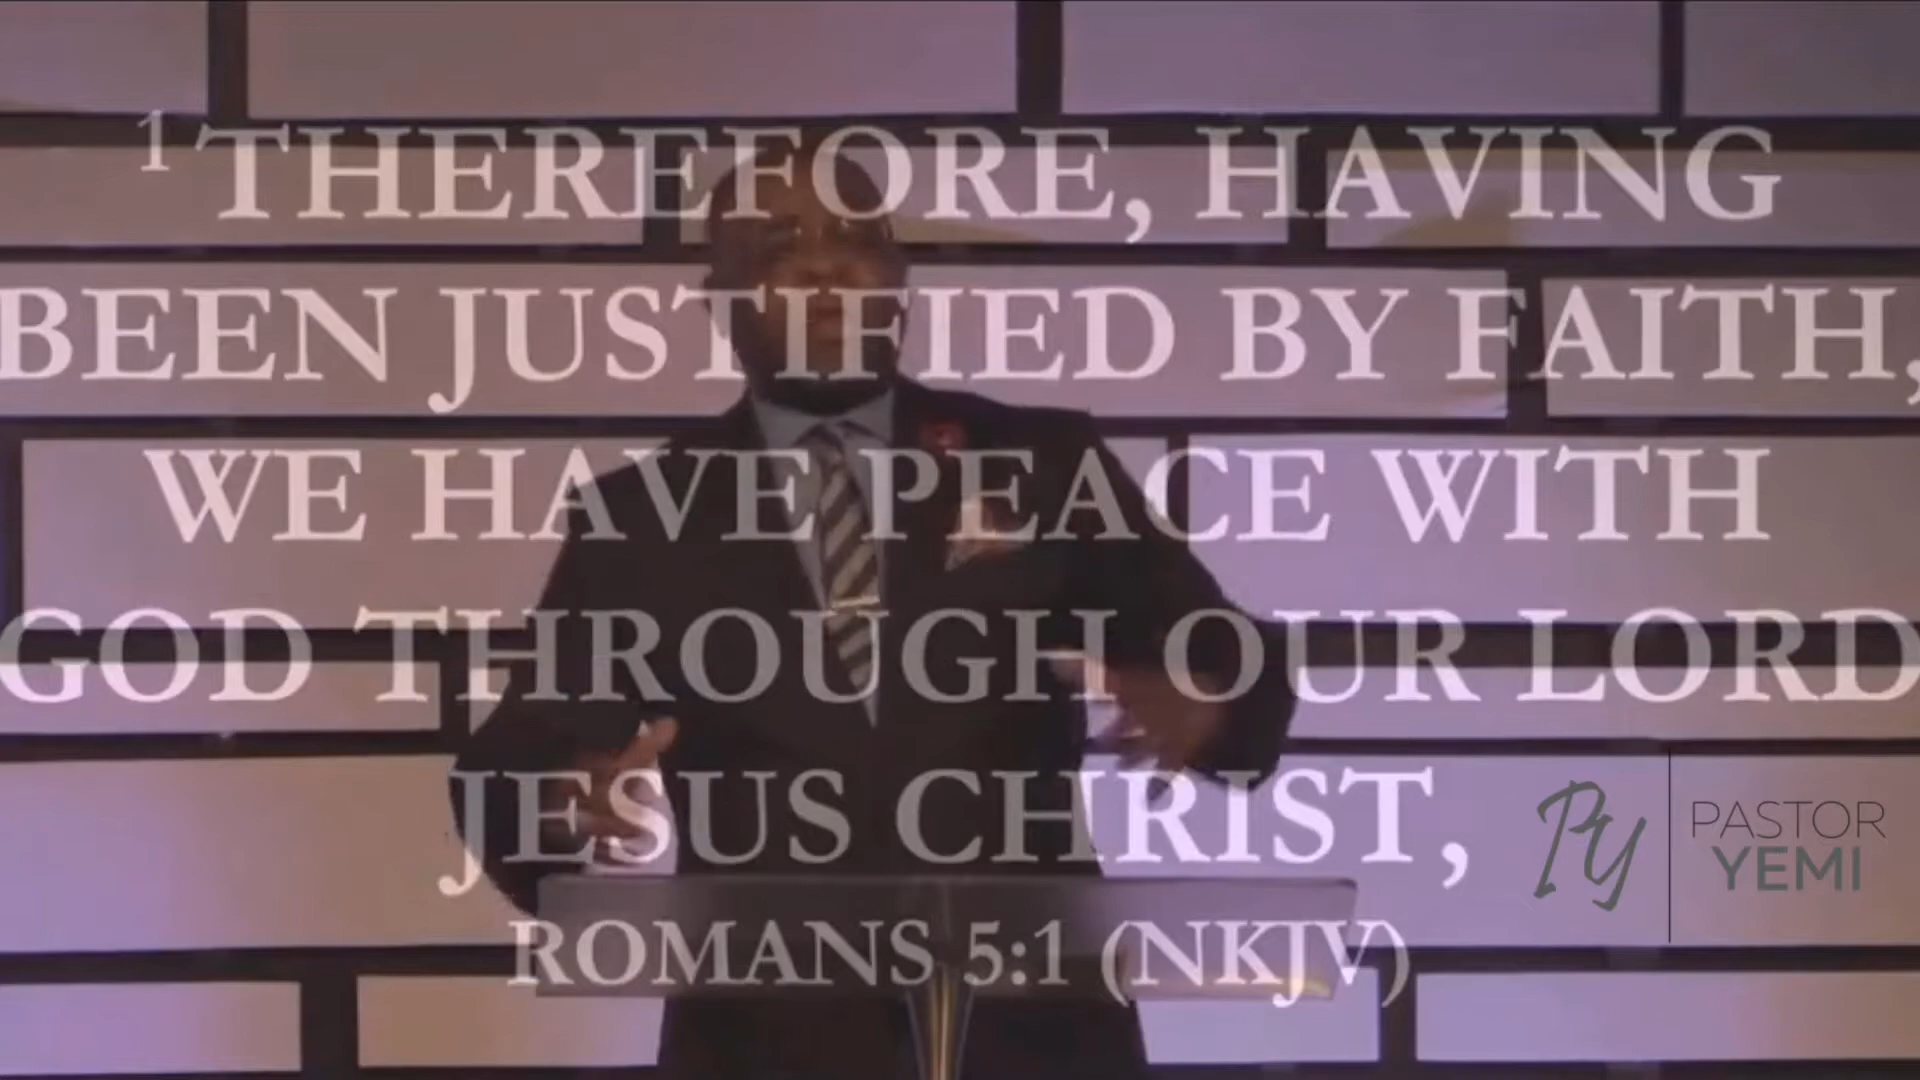 1 THEREFORE, HAVING
BEEN JUSTIFIED BY FAITH,
WE HAVE PEACE WITH
GOD THROUGH OUR LORD
JESUS CHRIST,
ROMANS 5:1 (NKJV)
PY
PASTOR
YEMI